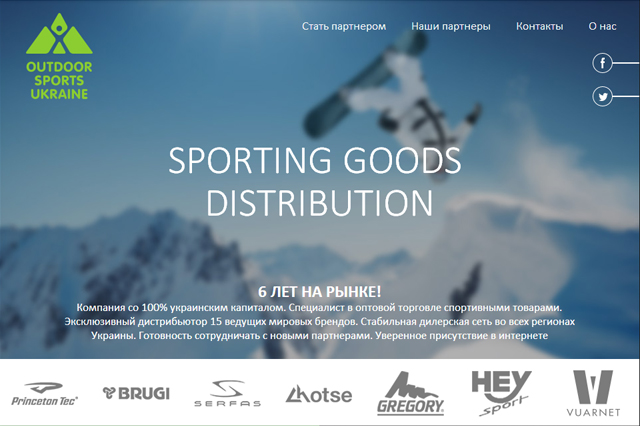 Стать партнером
Наши партнеры
Контакты
О нас
OUTDOOR
SPORTS
UKRAINE
SPORTING GOODS
DISTRIBUTION
6 ЛЕТ НА РЫНКЕ!
Компания со 100% украинским капиталом. Специалист в оптовой торговле спортивными товарами.
Эксклюзивный дистрибьютор 15 ведущих мировых брендов. Стабильная дилерская сеть во всех регионах
Украины. Готовность сотрудничать с новыми партнерами. Уверенное присутствие в интернете
Princeton Tec®
BRUGI
SERFAS
Lhotse
GREGORY
HEY
sport
VUARNET